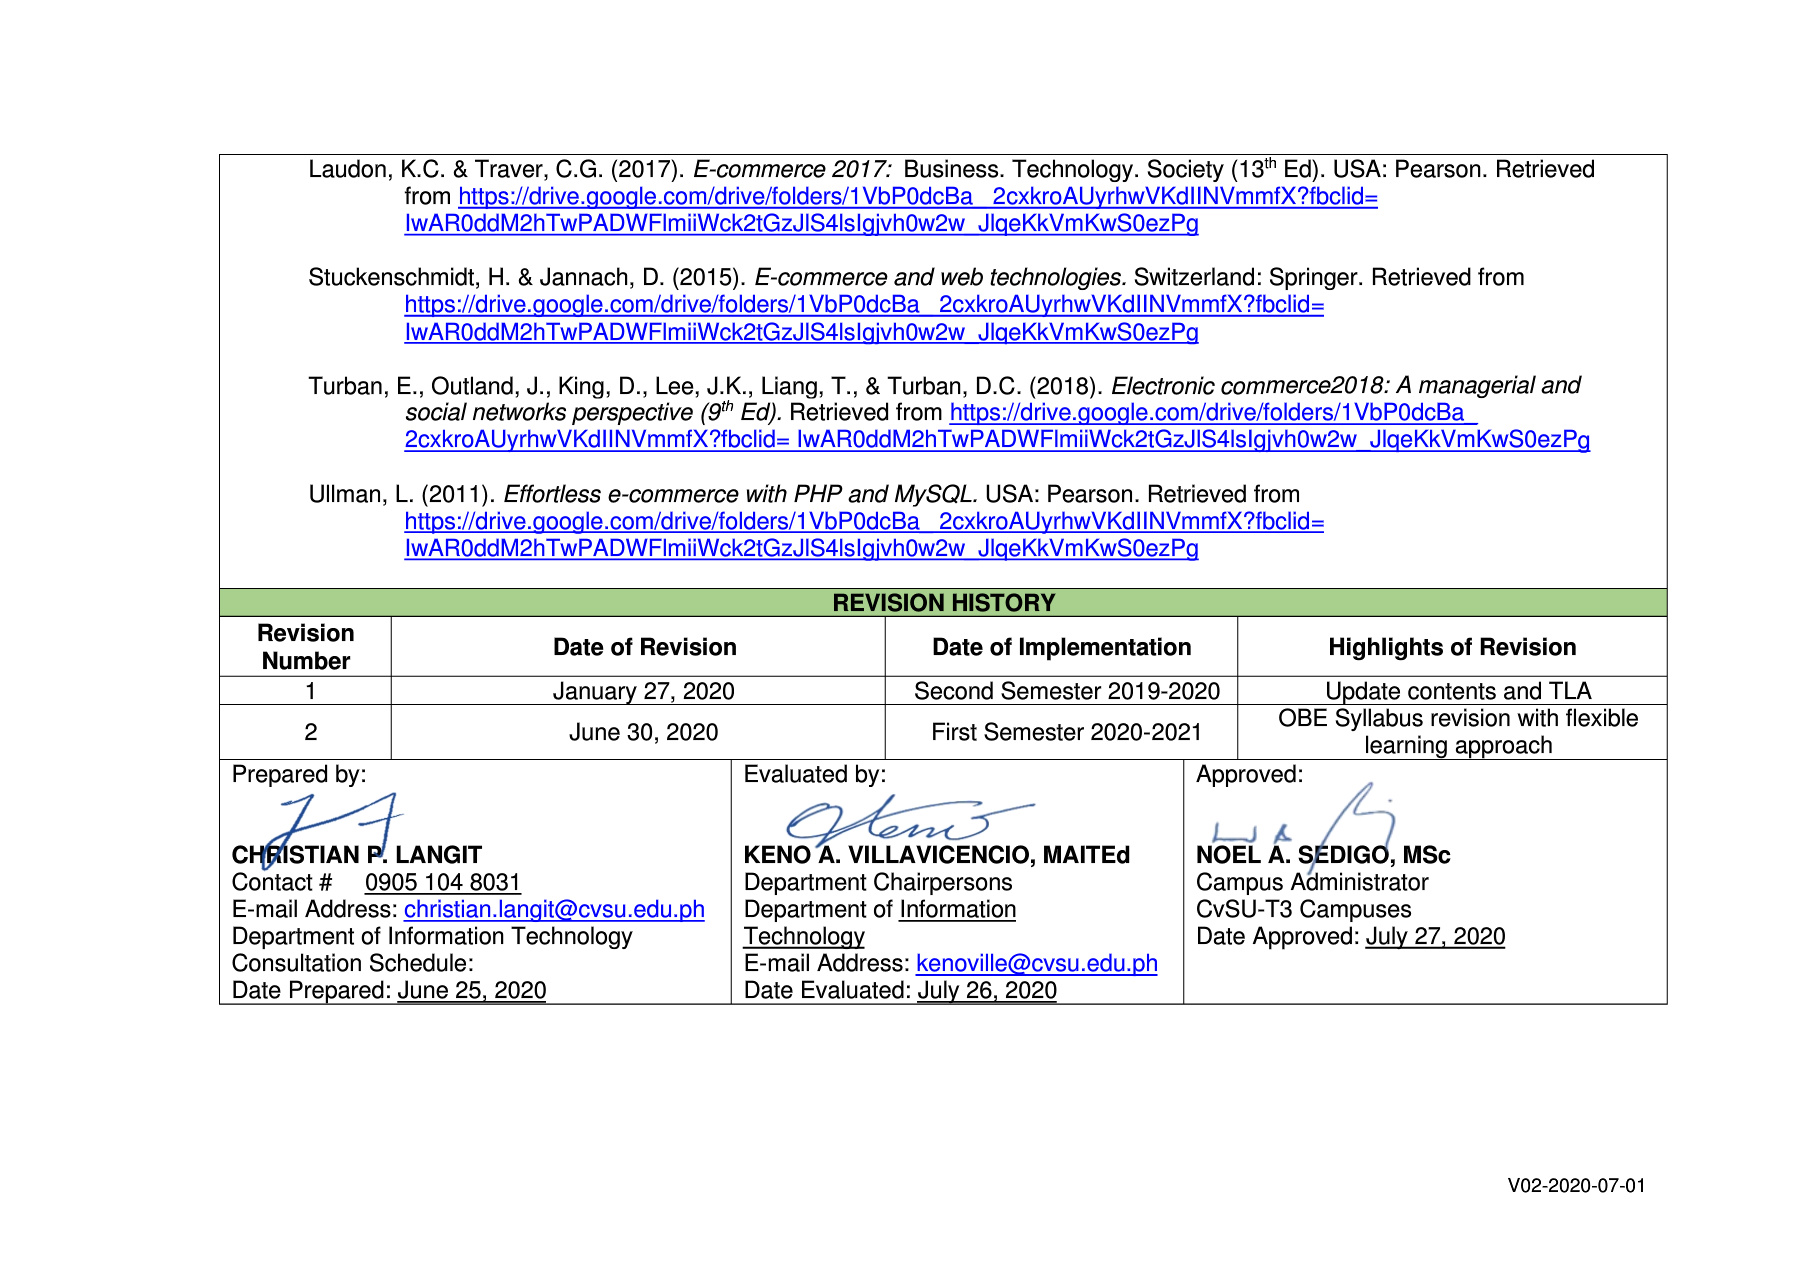 Laudon, K.C. & Traver, C.G. (2017). E-commerce 2017: Business. Technology. Society (13th Ed). USA: Pearson. Retrieved
from https://drive.google.com/drive/folders/1VbP0dcBa_ 2cxkroAUyrhwVKdIINVmmfX?fbclid=
IwAR0ddM2hTwPADWFlmiiWck2tGzJlS4lsIgjvh0w2w_JlqeKkVmKwS0ezPg
Stuckenschmidt, H. & Jannach, D. (2015). E-commerce and web technologies. Switzerland: Springer. Retrieved from
https://drive.google.com/drive/folders/1VbP0dcBa_ 2cxkroAUyrhwVKdIINVmmfX?fbclid=
IwAR0ddM2hTwPADWFlmiiWck2tGzJlS4lsIgjvh0w2w_JlqeKkVmKwS0ezPg
Turban, E., Outland, J., King, D., Lee, J.K., Liang, T., & Turban, D.C. (2018). Electronic commerce2018: A managerial and
social networks perspective (9th Ed). Retrieved from https://drive.google.com/drive/folders/1VbP0dcBa_
2cxkroAUyrhwVKdIINVmmfX?fbclid= IwAR0ddM2hTwPADWFlmiiWck2tGzJlS4lsIgjvh0w2w_JlqeKkVmKwS0ezPg
Ullman, L. (2011). Effortless e-commerce with PHP and MySQL. USA: Pearson. Retrieved from
https://drive.google.com/drive/folders/1VbP0dcBa_ 2cxkroAUyrhwVKdIINVmmfX?fbclid=
IwAR0ddM2hTwPADWFlmiiWck2tGzJlS4lsIgjvh0w2w_JlqeKkVmKwS0ezPg
REVISION HISTORY
Revision Number Date of Revision Date of Implementation Highlights of Revision
1 January 27, 2020 Second Semester 2019-2020 Update contents and TLA
2 June 30, 2020 First Semester 2020-2021 OBE Syllabus revision with flexible learning approach
Prepared by:
CHRISTIAN P. LANGIT
Contact # 0905 104 8031
E-mail Address: christian.langit@cvsu.edu.ph
Department of Information Technology
Consultation Schedule:
Date Prepared: June 25, 2020
Evaluated by:
KENO A. VILLAVICENCIO, MAITEd
Department Chairpersons
Department of Information
Technology
E-mail Address: kenoville@cvsu.edu.ph
Date Evaluated: July 26, 2020
Approved:
NOEL A. SEDIGO, MSc
Campus Administrator
CvSU-T3 Campuses
Date Approved: July 27, 2020
V02-2020-07-01